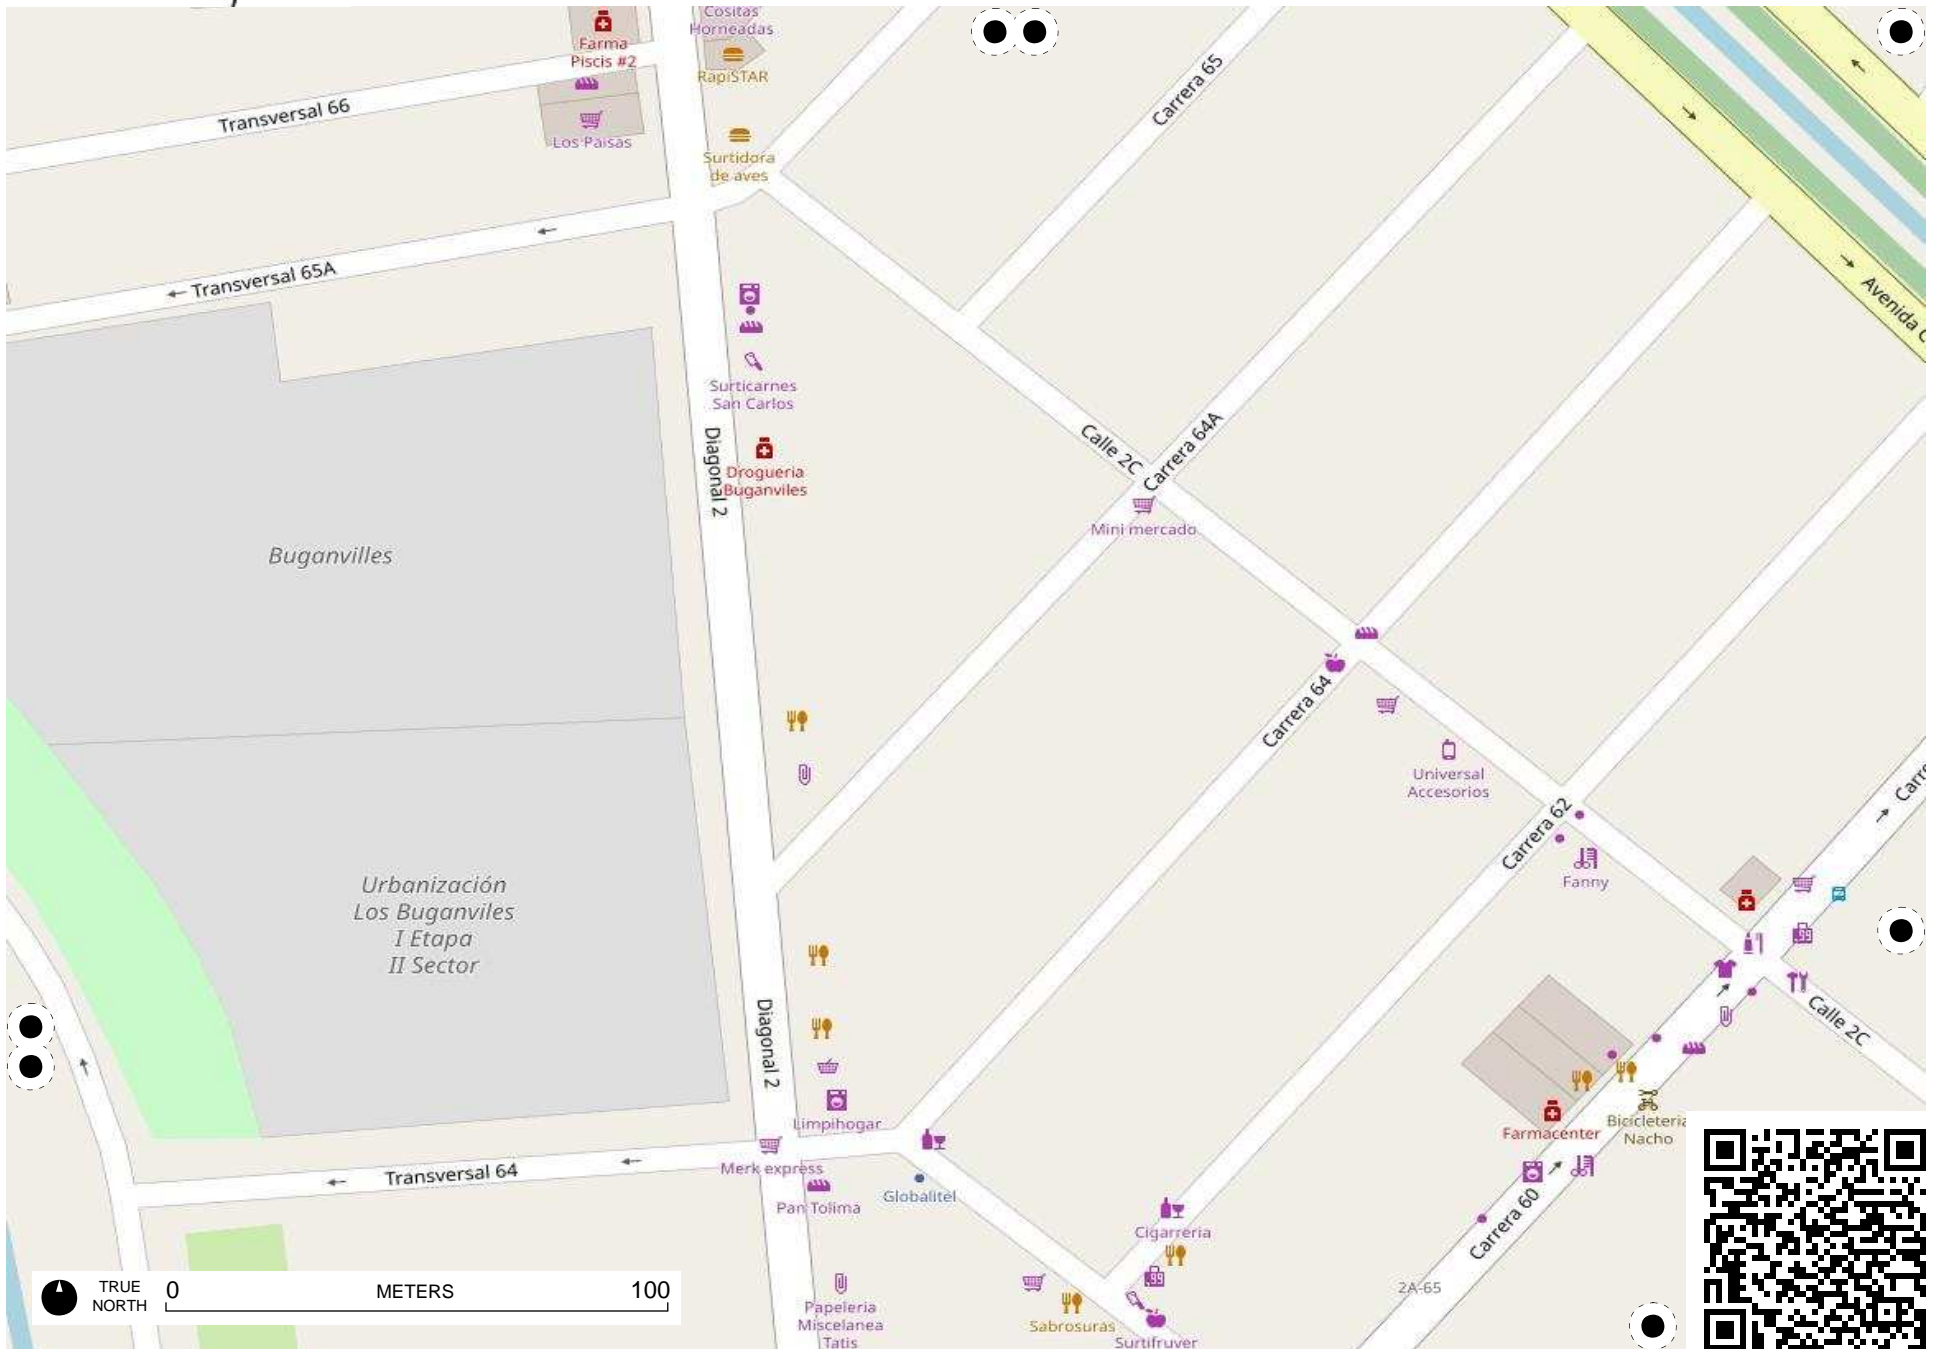 Cositas
Horneadas
Farma
Piscis #2
RapiSTAR
Carrera 65
Transversal 66
Los Paisas
Surtidora
de aves
Transversal 65A
Avenida
Surticarnes
San Carlos
Diagonal 2
Calle 2C
Carrera 64A
Drogueria
Buganviles
Mini mercado
Buganvilles
Carrera 64
Universal
Accesorios
Carrera 62
Fanny
Urbanización
Los Buganviles
I Etapa
II Sector
Diagonal 2
Calle 2C
Limpihogar
Farmacenter
Bicicleteria
Nacho
Merk express
Transversal 64
Globalitel
Pan Tolima
Cigarreria
Carrera 60
2A-65
TRUE
NORTH
0 METERS 100
Papeleria
Miscelanea
Tatis
Sabrosuras
Surtifruver